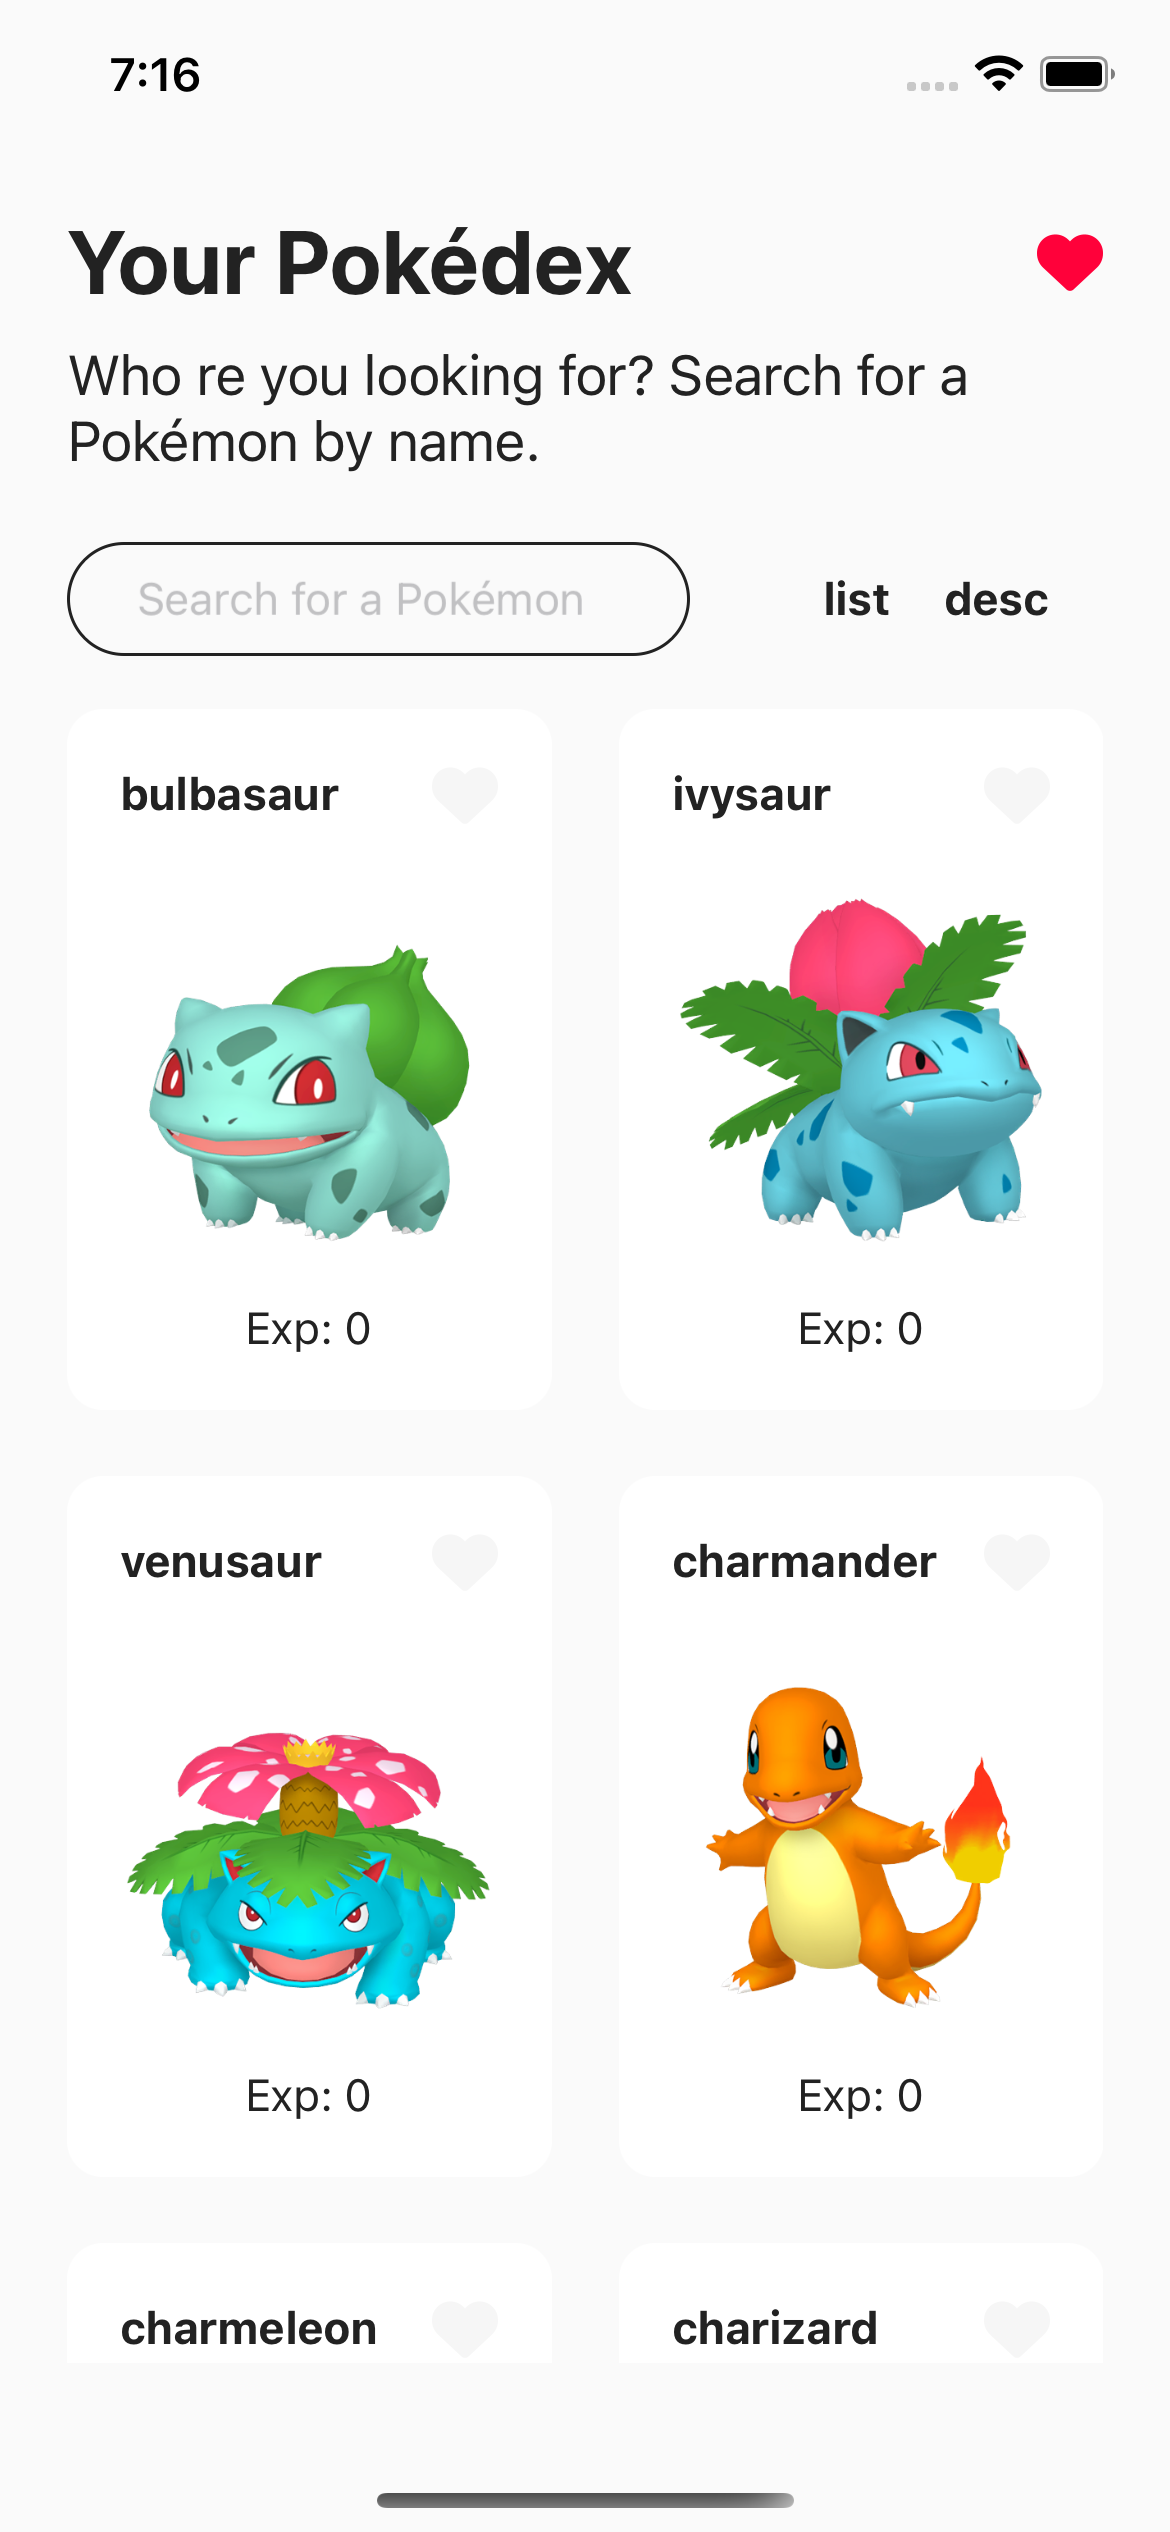 7:16
Your Pokédex
Who re you looking for? Search for a
Pokémon by name.
Search for a Pokémon
list desc
bulbasaur
ivysaur
Exp: 0
Exp: 0
venusaur
charmander
Exp: 0
Exp: 0
charmeleon
charizard